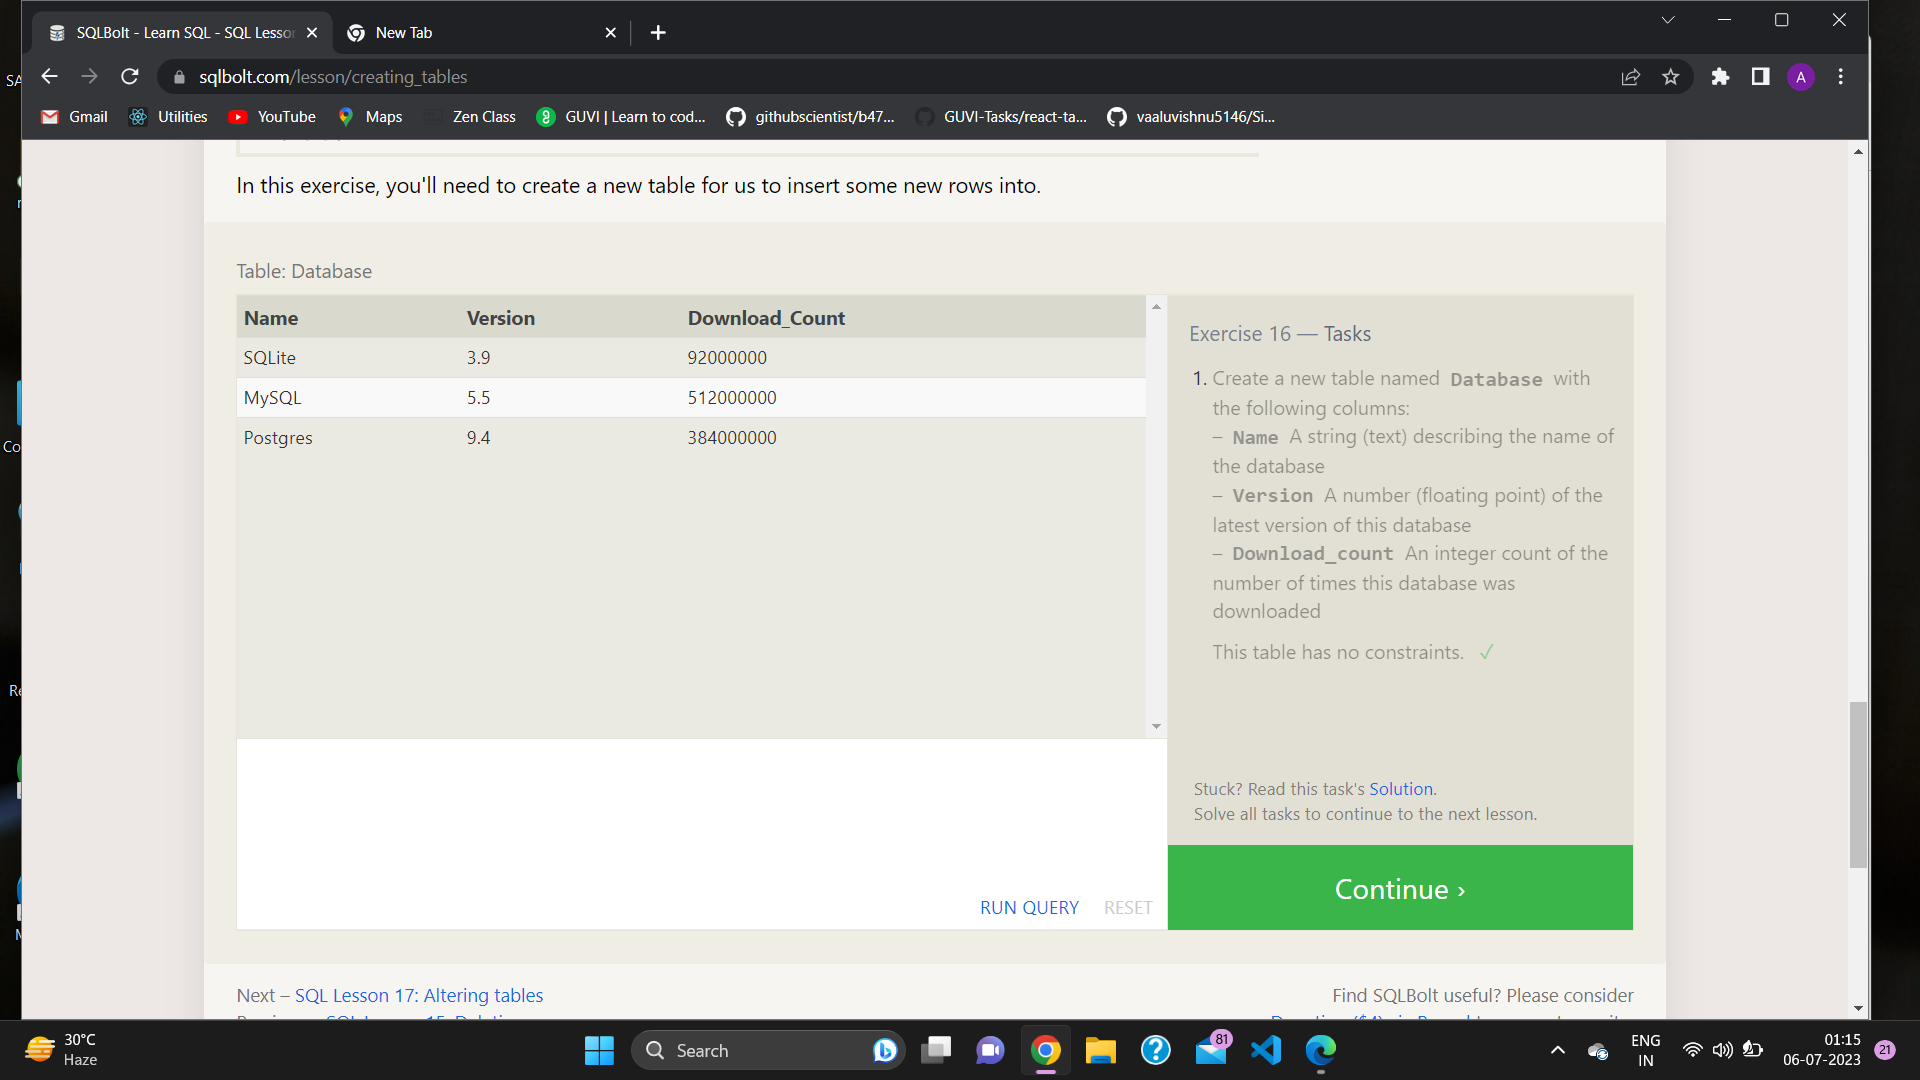 SQLBolt - Learn SQL - SQL Lesso
New Tab
sqlbolt.com/lesson/creating_tables
A
Gmail
Utilities
YouTube
Maps
Zen Class
GUVI | Learn to cod...
githubscientist/b47...
GUVI-Tasks/react-ta...
vaaluvishnu5146/Si...
In this exercise, you'll need to create a new table for us to insert some new rows into.
Table: Database
Name Version Download_Count
SQLite 3.9 92000000
MySQL 5.5 512000000
Postgres 9.4 384000000
RUN QUERY RESET
Exercise 16 — Tasks
1. Create a new table named Database with
the following columns:
– Name A string (text) describing the name of
the database
– Version A number (floating point) of the
latest version of this database
– Download_count An integer count of the
number of times this database was
downloaded
This table has no constraints. ✓
Stuck? Read this task's Solution.
Solve all tasks to continue to the next lesson.
Continue ›
Next – SQL Lesson 17: Altering tables
Find SQLBolt useful? Please consider
30°C
Haze
Search
81
ENG
IN
01:15
06-07-2023
21